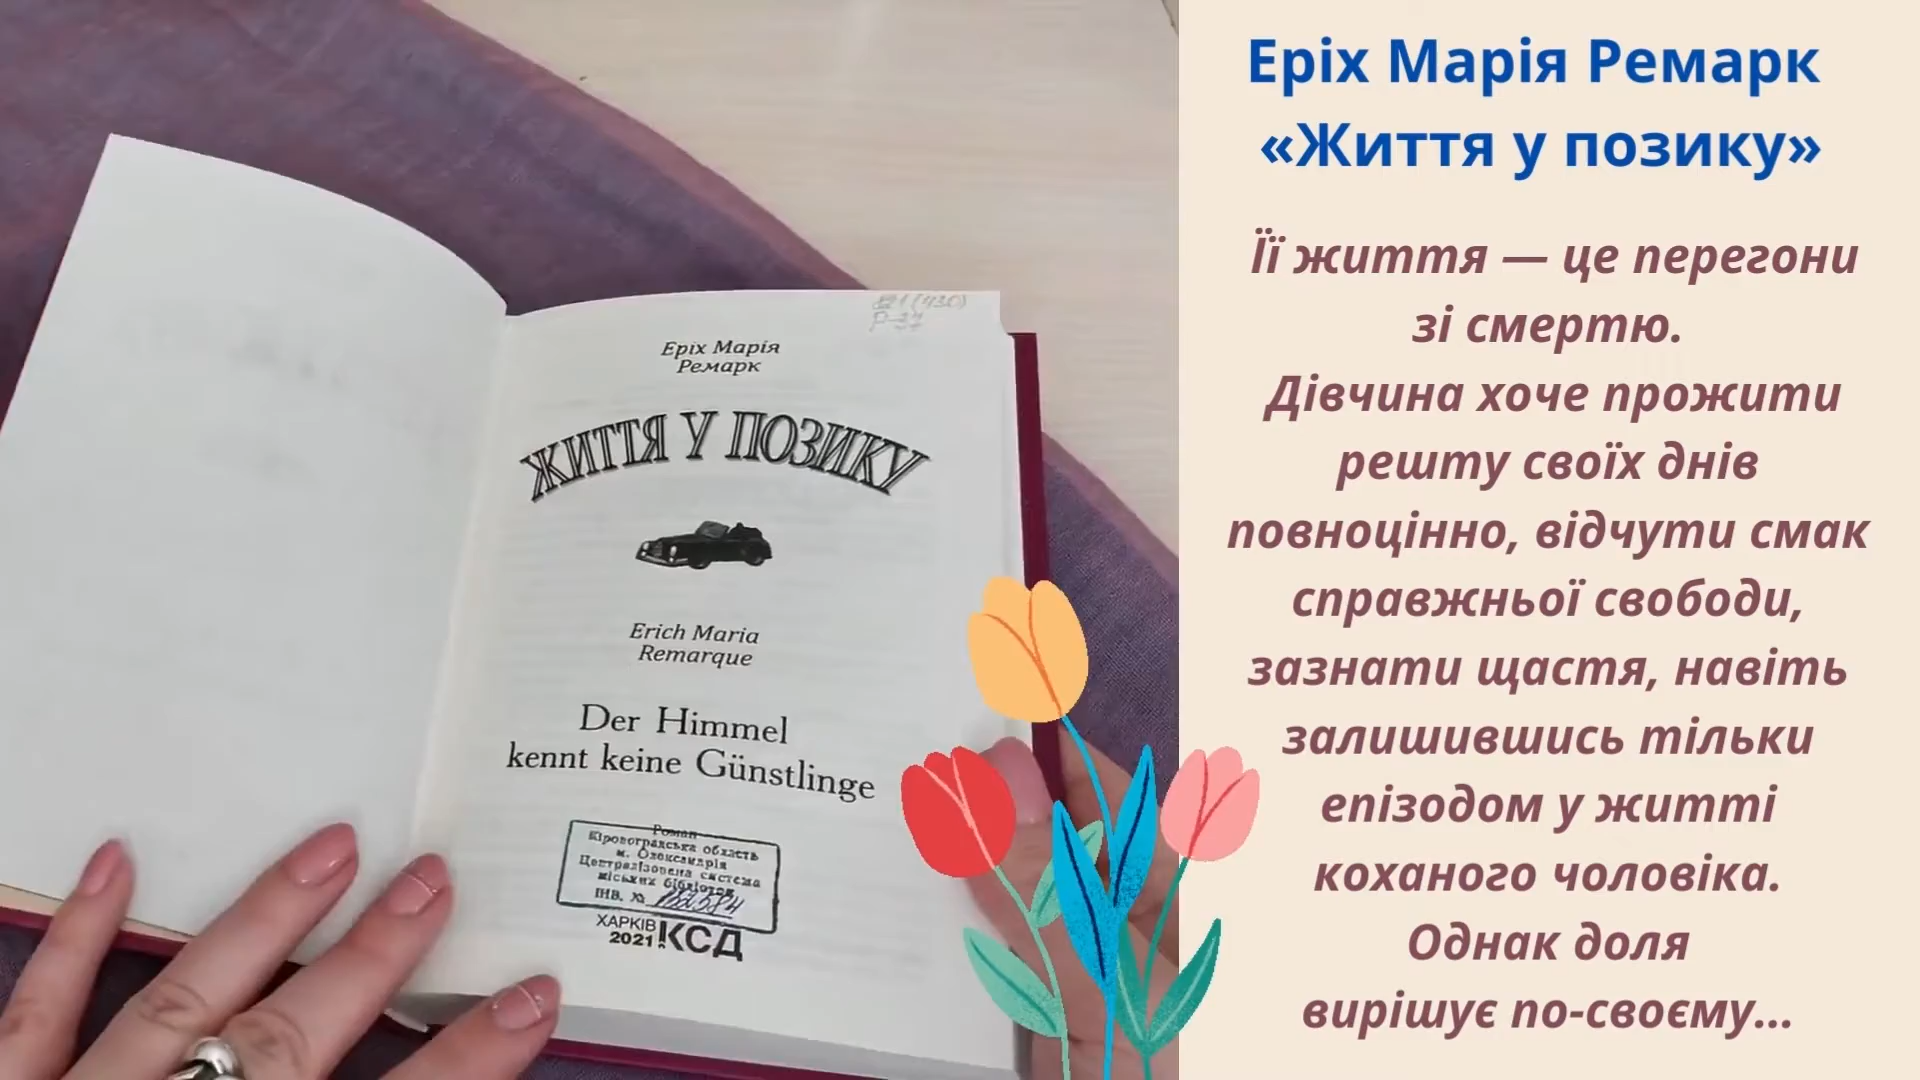 Еріх Марія
Ремарк
ЖИТТЯ У ПОЗИКУ
Erich Maria
Remarque
Der Himmel
kennt keine Günstlinge
Роман
Кіровоградська область
м. Олександрія
Централізована система
міських бібліотек
ІНВ. №
ХАРКІВ
2021
КСД
Еріх Марія Ремарк
«Життя у позику»
Її життя — це перегони
зі смертю.
Дівчина хоче прожити
решту своїх днів
повноцінно, відчути смак
справжньої свободи,
зазнати щастя, навіть
залишившись тільки
епізодом у житті
коханого чоловіка.
Однак доля
вирішує по-своєму...